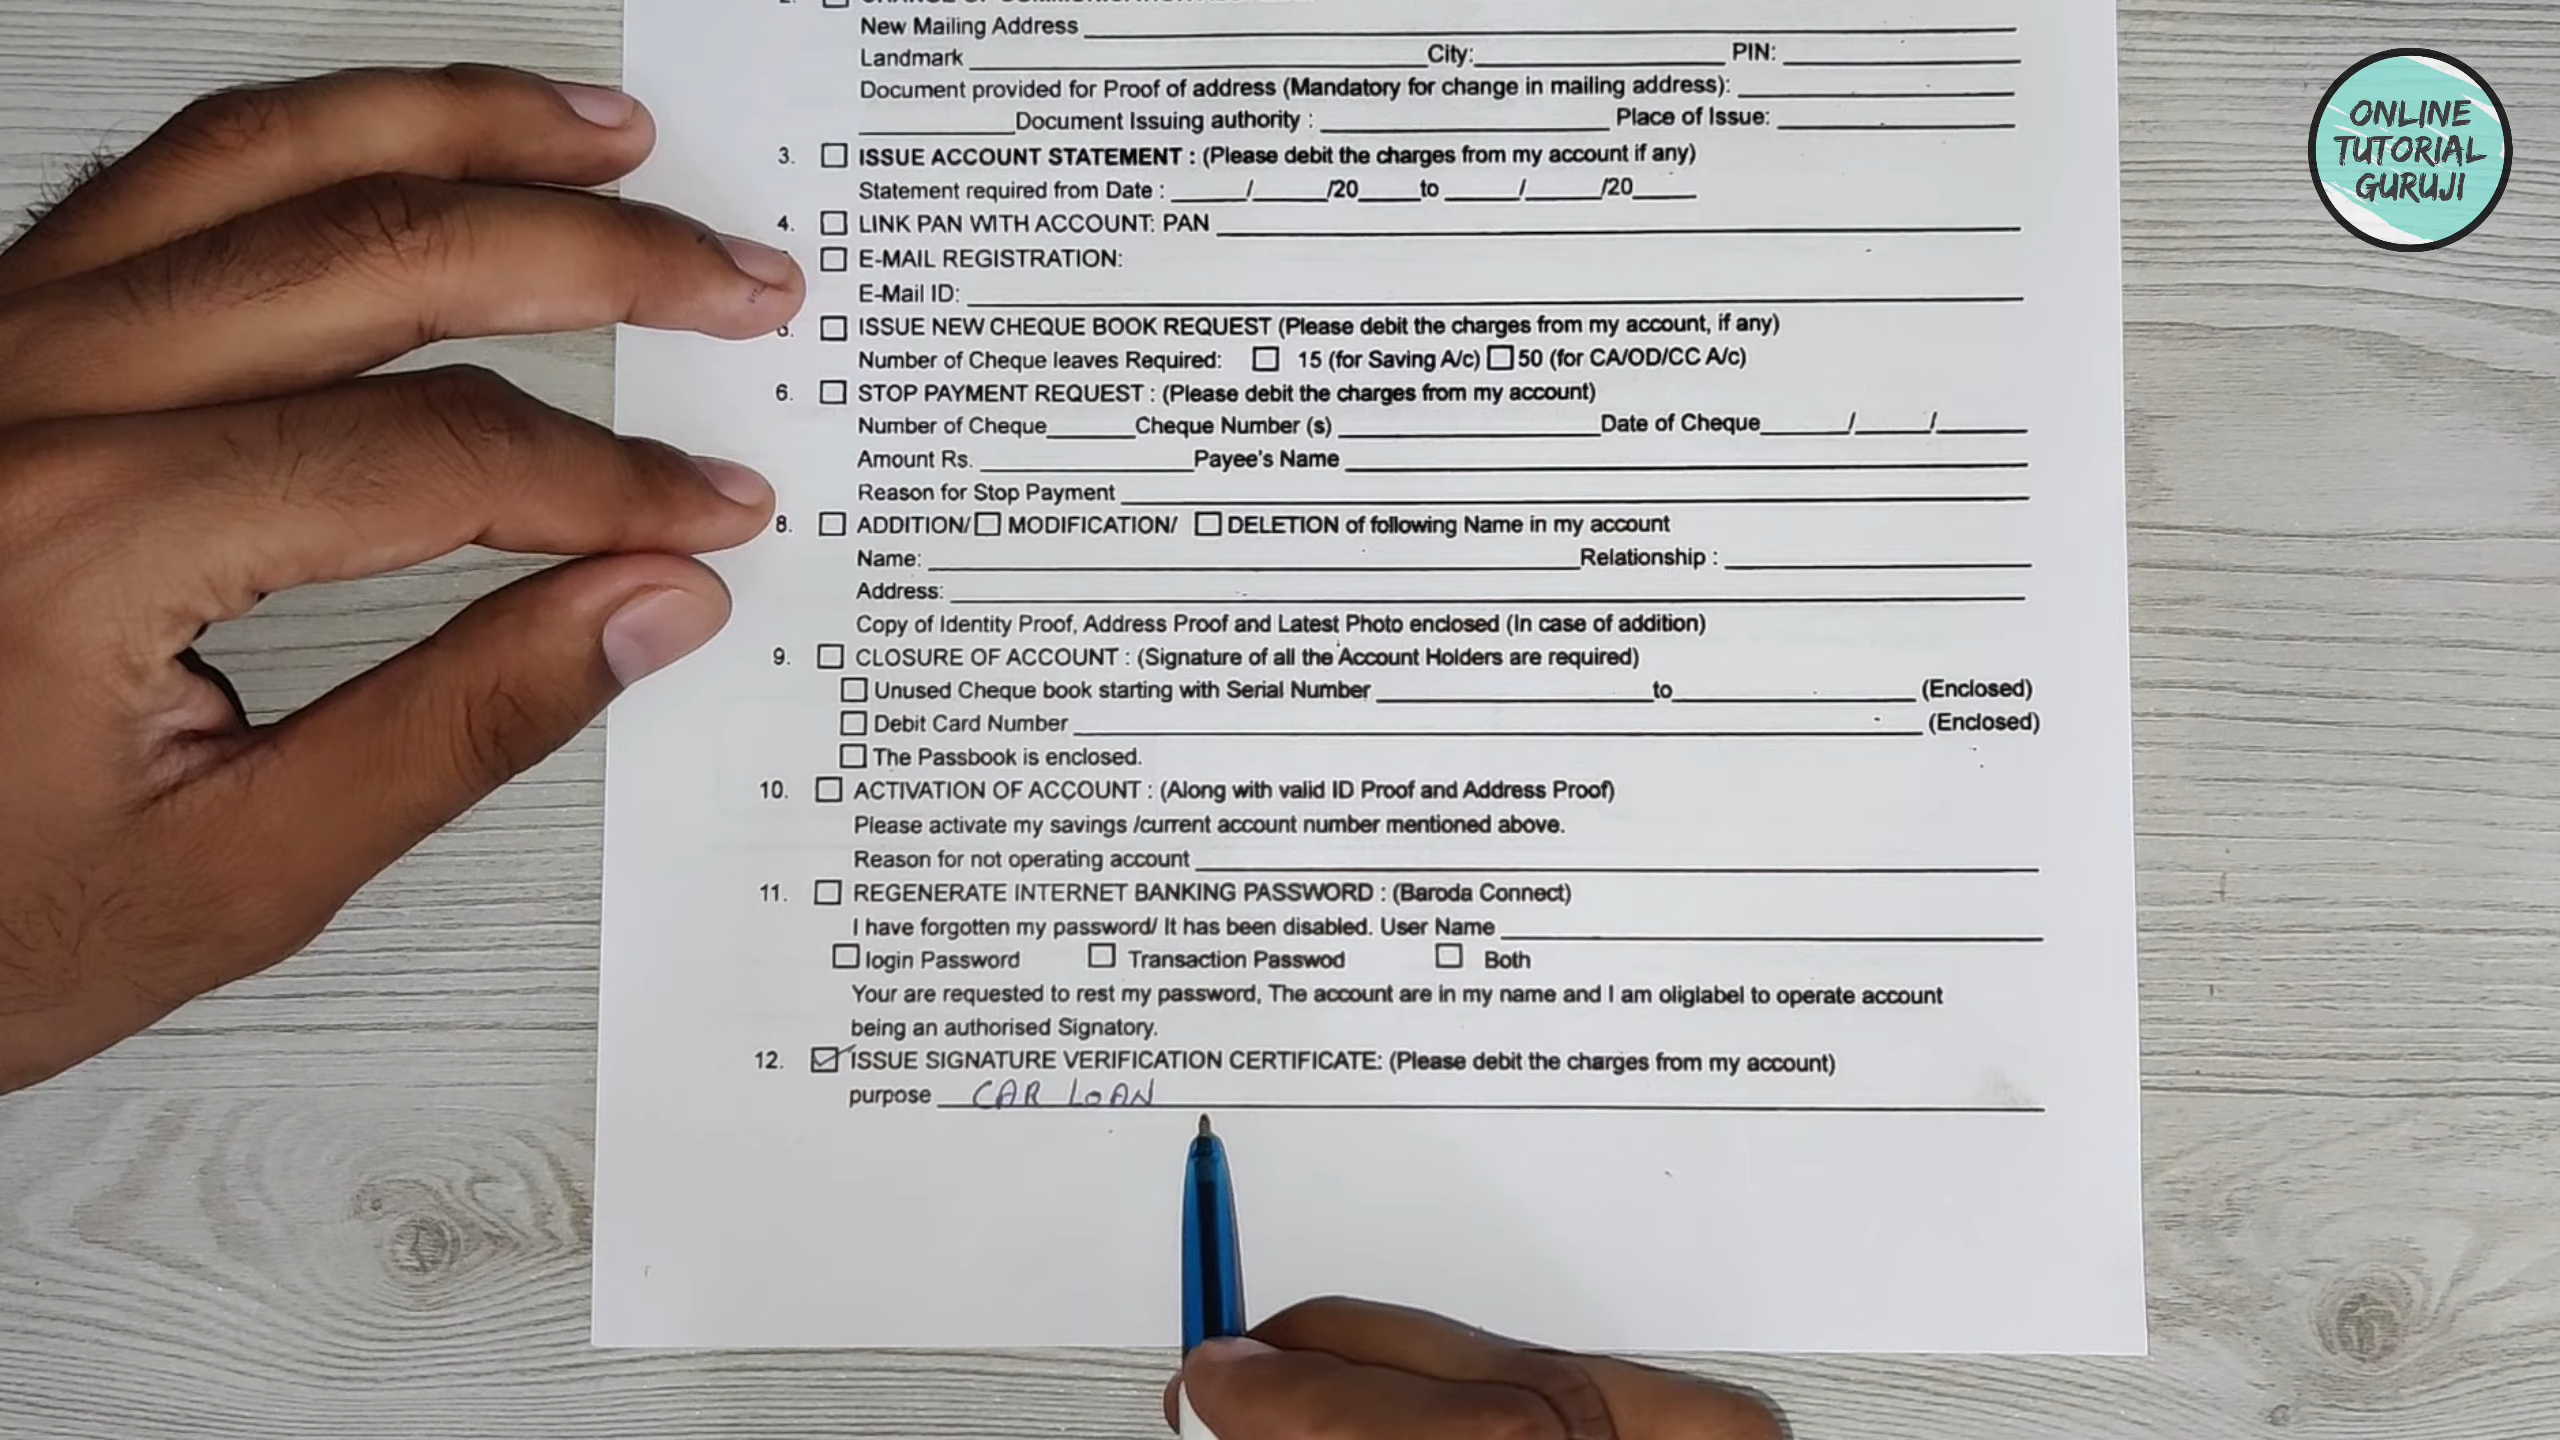 New Mailing Address
Landmark City: PIN:
Document provided for Proof of address (Mandatory for change in mailing address):
Document Issuing authority : Place of Issue:
3. ISSUE ACCOUNT STATEMENT : (Please debit the charges from my account if any)
Statement required from Date : / /20 to / /20
4. LINK PAN WITH ACCOUNT: PAN
E-MAIL REGISTRATION:
E-Mail ID:
ISSUE NEW CHEQUE BOOK REQUEST (Please debit the charges from my account, if any)
Number of Cheque leaves Required: 15 (for Saving A/c) 50 (for CA/OD/CC A/c)
6. STOP PAYMENT REQUEST : (Please debit the charges from my account)
Number of Cheque Cheque Number (s) Date of Cheque / /
Amount Rs. Payee's Name
Reason for Stop Payment
8. ADDITION/ MODIFICATION/ DELETION of following Name in my account
Name: Relationship :
Address:
Copy of Identity Proof, Address Proof and Latest Photo enclosed (In case of addition)
9. CLOSURE OF ACCOUNT : (Signature of all the Account Holders are required)
Unused Cheque book starting with Serial Number to (Enclosed)
Debit Card Number (Enclosed)
The Passbook is enclosed.
10. ACTIVATION OF ACCOUNT : (Along with valid ID Proof and Address Proof)
Please activate my savings /current account number mentioned above.
Reason for not operating account
11. REGENERATE INTERNET BANKING PASSWORD : (Baroda Connect)
I have forgotten my password/ It has been disabled. User Name
login Password Transaction Passwod Both
Your are requested to rest my password, The account are in my name and I am oliglabel to operate account
being an authorised Signatory.
12. ISSUE SIGNATURE VERIFICATION CERTIFICATE: (Please debit the charges from my account)
purpose CAR LOAN
ONLINE
TUTORIAL
GURUJI